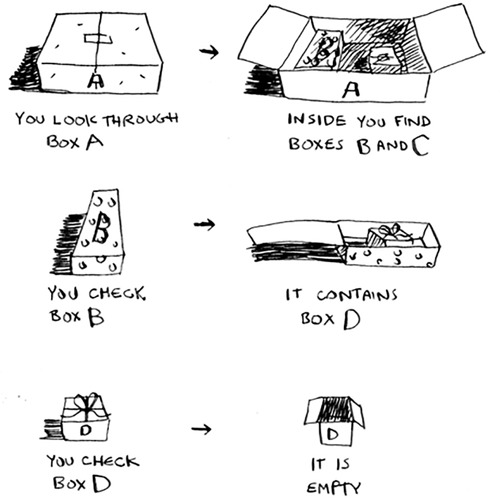 A
A
YOU LOOK THROUGH
BOX A
INSIDE YOU FIND
BOXES B AND C
B
YOU CHECK
BOX B
IT CONTAINS
BOX D
D
D
YOU CHECK
BOX D
IT IS
EMPTY